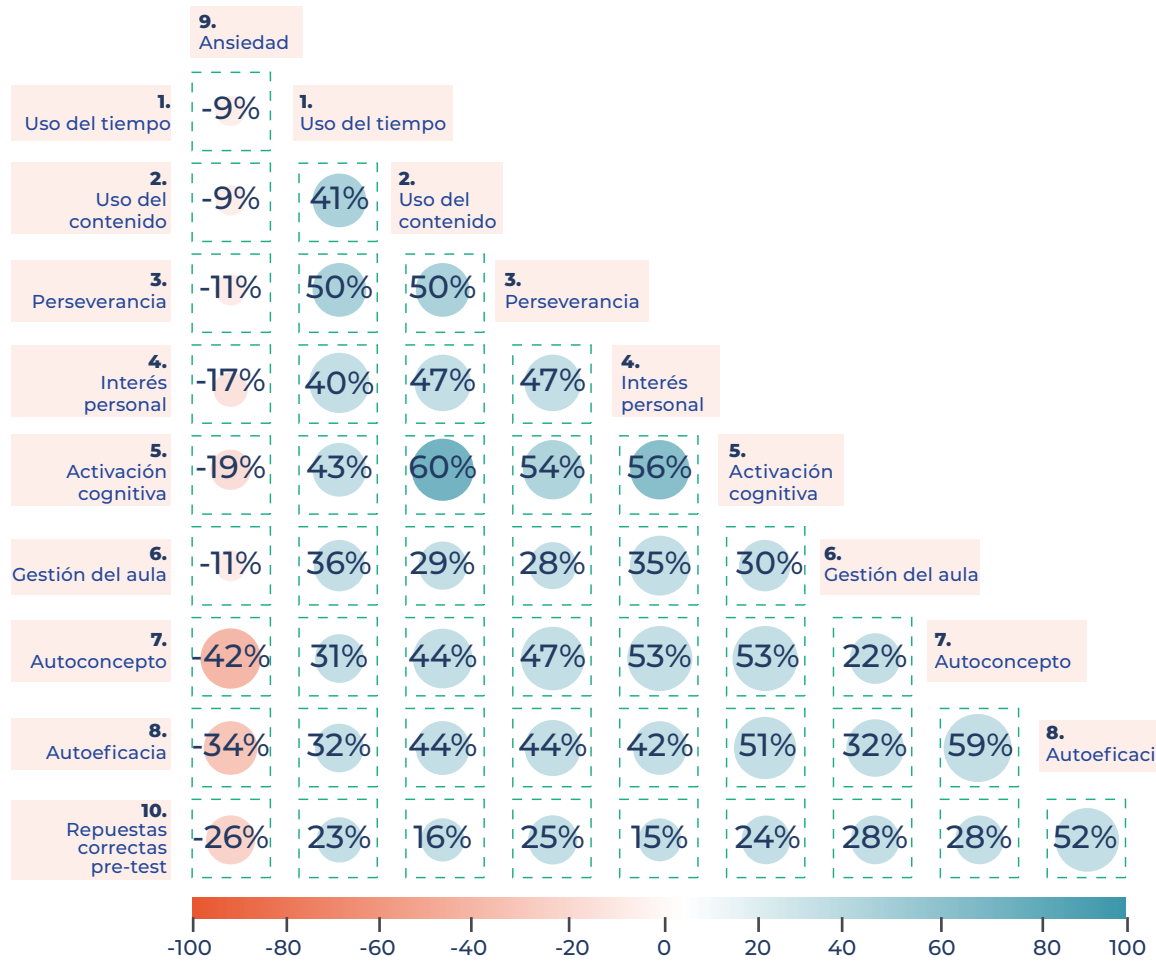 9.
Ansiedad
1.
Uso del tiempo
-9%
1.
Uso del tiempo
2.
Uso del
contenido
-9%
41%
2.
Uso del
contenido
3.
Perseverancia
-11%
50%
50%
3.
Perseverancia
4.
Interés
personal
-17%
40%
47%
47%
4.
Interés
personal
5.
Activación
cognitiva
-19%
43%
60%
54%
56%
5.
Activación
cognitiva
6.
Gestión del aula
-11%
36%
29%
28%
35%
30%
6.
Gestión del aula
7.
Autoconcepto
-42%
31%
44%
47%
53%
53%
22%
7.
Autoconcepto
8.
Autoeficacia
-34%
32%
44%
44%
42%
51%
32%
59%
8.
Autoeficaci
10.
Repuestas
correctas
pre-test
-26%
23%
16%
25%
15%
24%
28%
28%
52%
-100 -80 -60 -40 -20 0 20 40 60 80 100